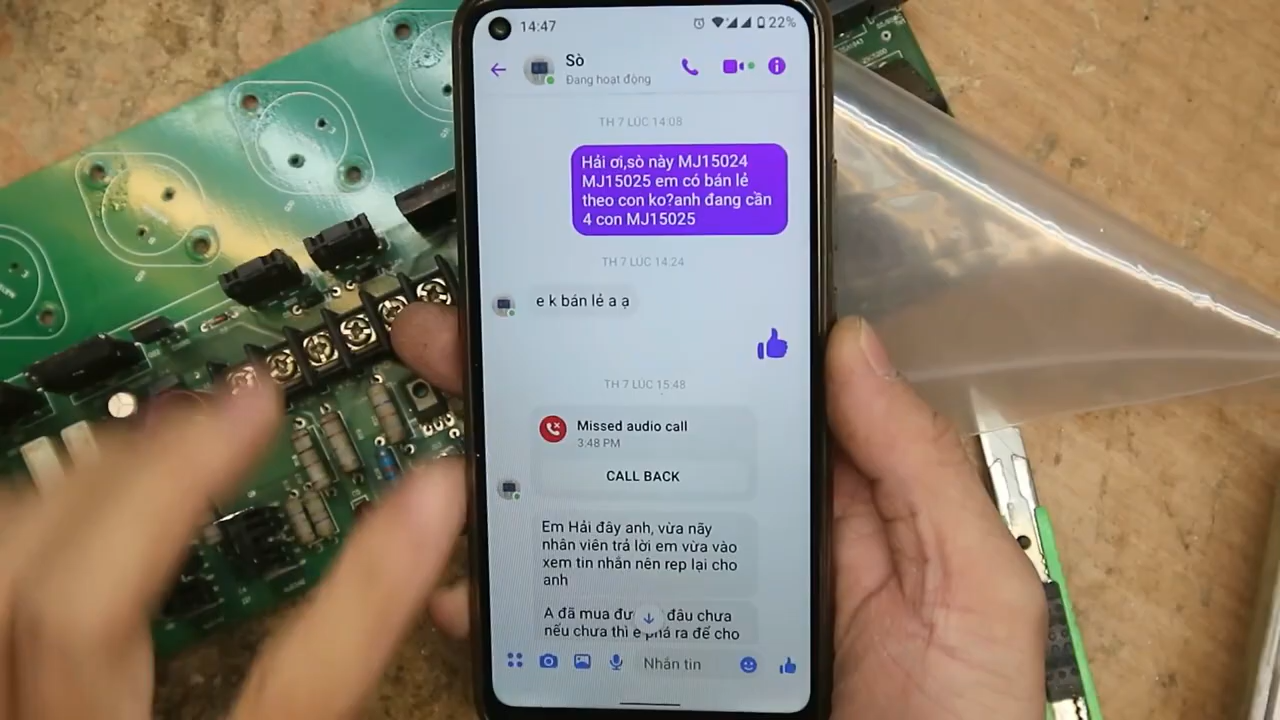 14:47
22%
Sò
Đang hoạt động
TH 7 LÚC 14:08
Hải ơi,sò này MJ15024
MJ15025 em có bán lẻ
theo con ko?anh đang cần
4 con MJ15025
TH 7 LÚC 14:24
e k bán lẻ a ạ
TH 7 LÚC 15:48
Missed audio call
3:48 PM
CALL BACK
Em Hải đây anh, vừa nãy
nhân viên trả lời em vừa vào
xem tin nhắn nên rep lại cho
anh
A đã mua đư đâu chưa
nếu chưa thì e phá ra để cho
Nhắn tin